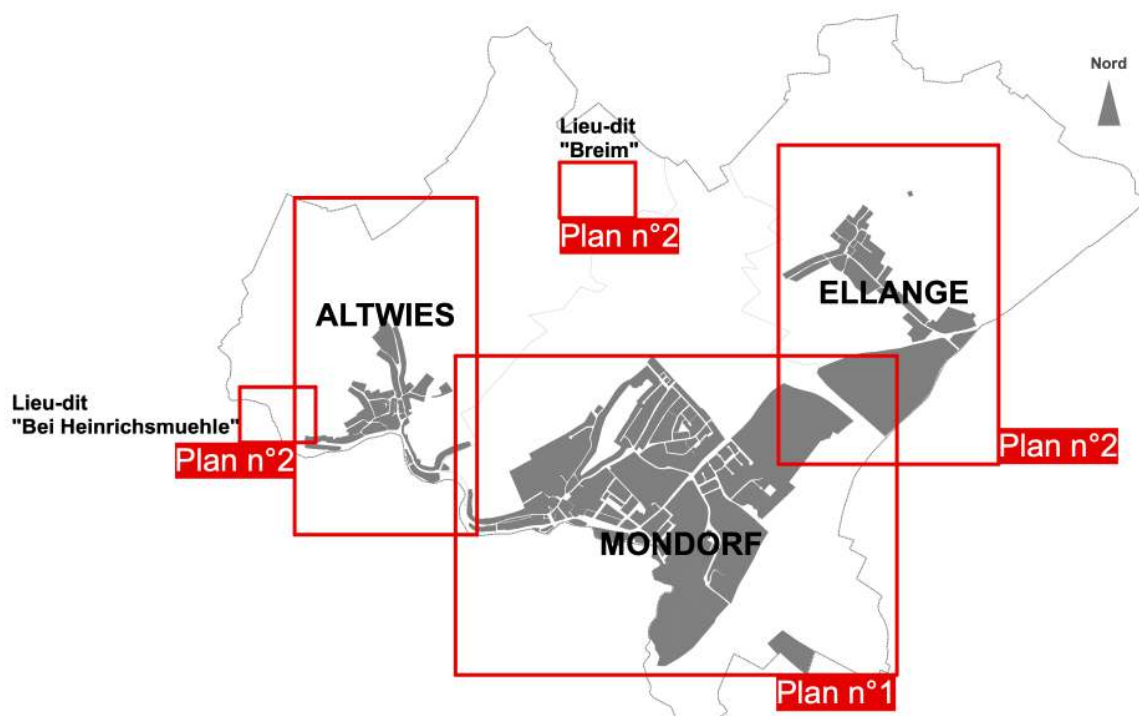 Nord
Lieu-dit
"Breim"
Plan n°2
ELLANGE
ALTWIES
Lieu-dit
"Bei Heinrichsmuehle"
Plan n°2
Plan n°2
MONDORF
Plan n°1